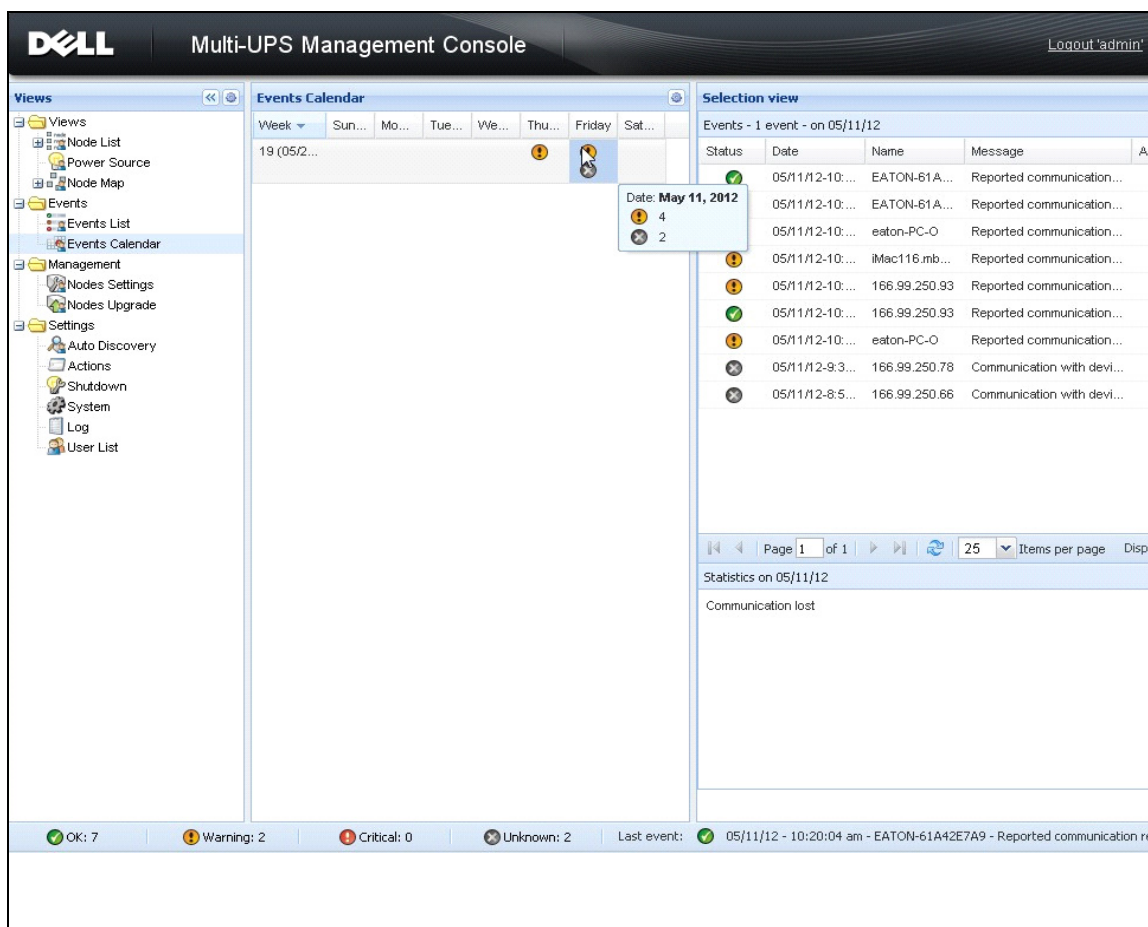 DELL Multi-UPS Management Console Logout 'admin'
Views
Views
Node List
Power Source
Node Map
Events
Events List
Events Calendar
Management
Nodes Settings
Nodes Upgrade
Settings
Auto Discovery
Actions
Shutdown
System
Log
User List
Events Calendar
Week Sun... Mo... Tue... We... Thu... Friday Sat...
19 (05/2...
Date: May 11, 2012
4
2
Selection view
Events - 1 event - on 05/11/12
Status Date Name Message A
05/11/12-10:... EATON-61A... Reported communication...
05/11/12-10:... EATON-61A... Reported communication...
05/11/12-10:... eaton-PC-O Reported communication...
05/11/12-10:... iMac116.mb... Reported communication...
05/11/12-10:... 166.99.250.93 Reported communication...
05/11/12-10:... 166.99.250.93 Reported communication...
05/11/12-10:... eaton-PC-O Reported communication...
05/11/12-9:3... 166.99.250.78 Communication with devi...
05/11/12-8:5... 166.99.250.66 Communication with devi...
Page 1 of 1 25 Items per page Disp
Statistics on 05/11/12
Communication lost
OK: 7 Warning: 2 Critical: 0 Unknown: 2 Last event: 05/11/12 - 10:20:04 am - EATON-61A42E7A9 - Reported communication re